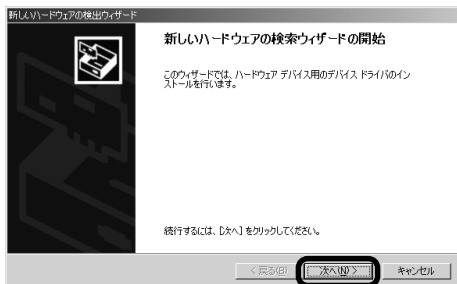 新しいハードウェアの検出ウィザード
新しいハードウェアの検索ウィザードの開始
このウィザードでは、ハードウェア デバイス用のデバイス ドライバのイン
ストールを行います。
続行するには、[次へ] をクリックしてください。
< 戻る(B)
次へ(N) >
キャンセル